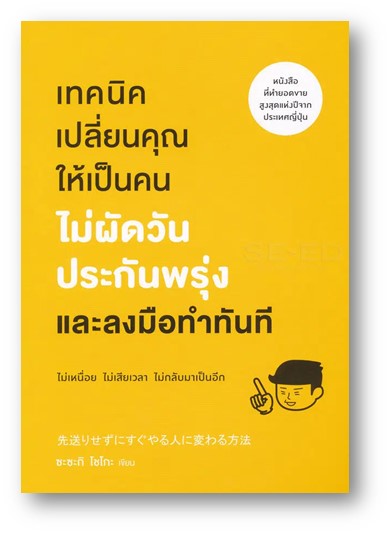 หนังสือ
ที่ทำยอดขาย
สูงสุดแห่งปีจาก
ประเทศญี่ปุ่น
เทคนิค
เปลี่ยนคุณ
ให้เป็นคน
ไม่ผัดวัน
ประกันพรุ่ง
และลงมือทำทันที
SE-ED
ไม่เหนื่อย ไม่เสียเวลา ไม่กลับมาเป็นอีก
先送りせずにすぐやる人に変わる方法
ซะซะกิ โชโกะ เขียน